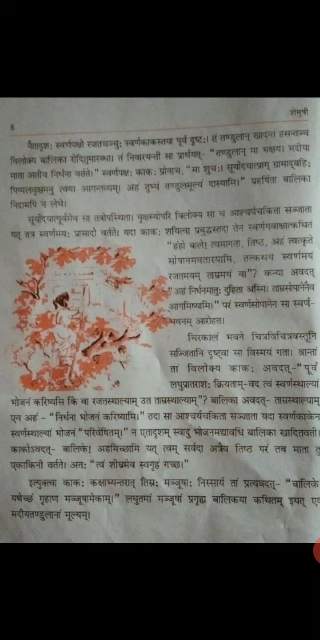 शेमुषी
8
नैतादृशः स्वर्णपक्षो रजतचञ्चुः स्वर्णकाकस्तया पूर्वं दृष्टः। तं तण्डुलान् खादन्तं हसन्तञ्च
विलोक्य बालिका रोदितुमारब्धा। तं निवारयन्ती सा प्रार्थयत्- "तण्डुलान् मा भक्षय। मदीया
माता अतीव निर्धना वर्तते।" स्वर्णपक्षः काकः प्रोवाच, "मा शुचः। सूर्योदयात्प्राग् ग्रामाद्बहिः
पिप्पलवृक्षमनु त्वया आगन्तव्यम्। अहं तुभ्यं तण्डुलमूल्यं दास्यामि।" प्रहर्षिता बालिका
निद्रामपि न लेभे।
सूर्योदयात्पूर्वमेव सा तत्रोपस्थिता। वृक्षस्योपरि विलोक्य सा च आश्चर्यचकिता सञ्जाता
यत् तत्र स्वर्णमयः प्रासादो वर्तते। यदा काकः शयित्वा प्रबुद्धस्तदा तेन स्वर्णगवाक्षात्कथितं
"हंहो बाले! त्वमागता, तिष्ठ, अहं त्वत्कृते
सोपानमवतारयामि, तत्कथय स्वर्णमयं
रजतमयम् ताम्रमयं वा"? कन्या अवदत्
"अहं निर्धनमातुः दुहिता अस्मि। ताम्रसोपानेनैव
आगमिष्यामि।" परं स्वर्णसोपानेन सा स्वर्ण-
भवनम् आरोहत।
चिरकालं भवने चित्रविचित्रवस्तूनि
सज्जितानि दृष्ट्वा सा विस्मयं गता। श्रान्तां
तां विलोक्य काकः अवदत्-"पूर्वं
लघुप्रातराशः क्रियताम्-वद त्वं स्वर्णस्थाल्यां
भोजनं करिष्यसि किं वा रजतस्थाल्याम् उत ताम्रस्थाल्याम्"? बालिका अवदत्- ताम्रस्थाल्याम्
एव अहं - "निर्धना भोजनं करिष्यामि।" तदा सा आश्चर्यचकिता सञ्जाता यदा स्वर्णकाकेन
स्वर्णस्थाल्यां भोजनं "परिवेषितम्।" न एतादृशम् स्वादु भोजनमद्यावधि बालिका खादितवती।
काकोऽवदत्- बालिके! अहमिच्छामि यत् त्वम् सर्वदा अत्रैव तिष्ठ परं तव माता तु
एकाकिनी वर्तते। अतः "त्वं शीघ्रमेव स्वगृहं गच्छ।"
इत्युक्त्वा काकः कक्षाभ्यन्तरात् तिस्रः मञ्जूषाः निस्सार्य तां प्रत्यवदत्- "बालिके
यथेच्छं गृहाण मञ्जूषामेकाम्।" लघुतमां मञ्जूषां प्रगृह्य बालिकया कथितम् इयत् एव
मदीयतण्डुलानां मूल्यम्।